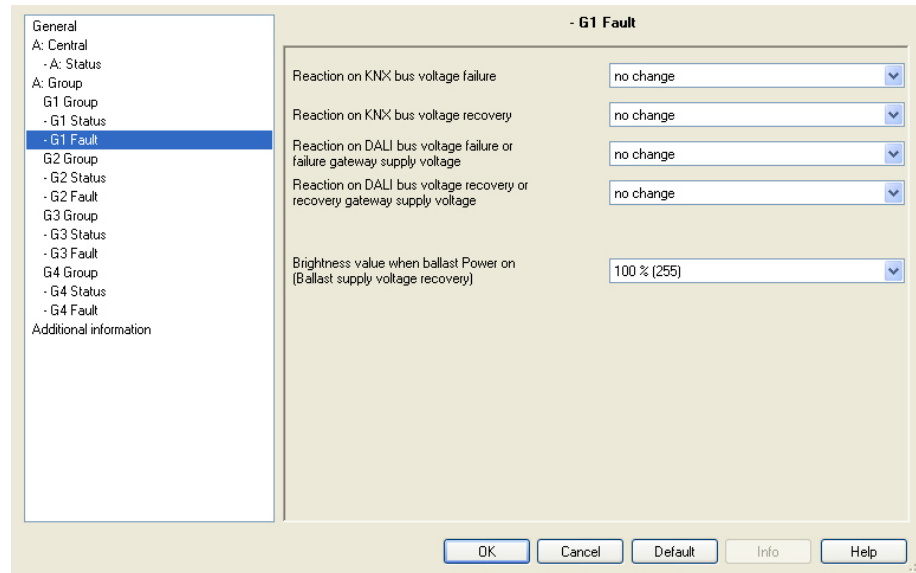 General
A: Central
- A: Status
A: Group
G1 Group
- G1 Status
- G1 Fault
G2 Group
- G2 Status
- G2 Fault
G3 Group
- G3 Status
- G3 Fault
G4 Group
- G4 Status
- G4 Fault
Additional information
- G1 Fault
Reaction on KNX bus voltage failure
no change
Reaction on KNX bus voltage recovery
no change
Reaction on DALI bus voltage failure or
failure gateway supply voltage
no change
Reaction on DALI bus voltage recovery or
recovery gateway supply voltage
no change
Brightness value when ballast Power on
(Ballast supply voltage recovery)
100 % (255)
OK
Cancel
Default
Info
Help